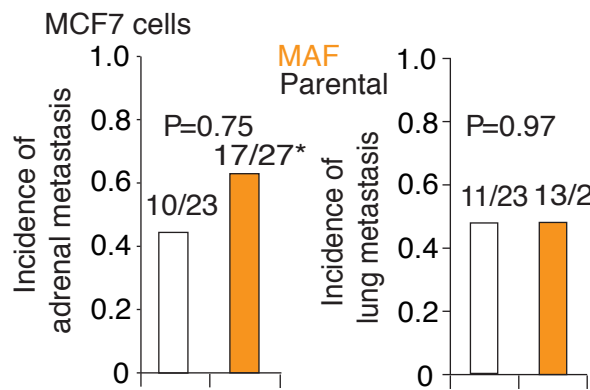 MCF7 cells
MAF
Parental
Incidence of
adrenal metastasis
1.0
0.8
0.6
0.4
0.2
0
P=0.75
10/23
17/27*
Incidence of
lung metastasis
1.0
0.8
0.6
0.4
0.2
0
P=0.97
11/23
13/2